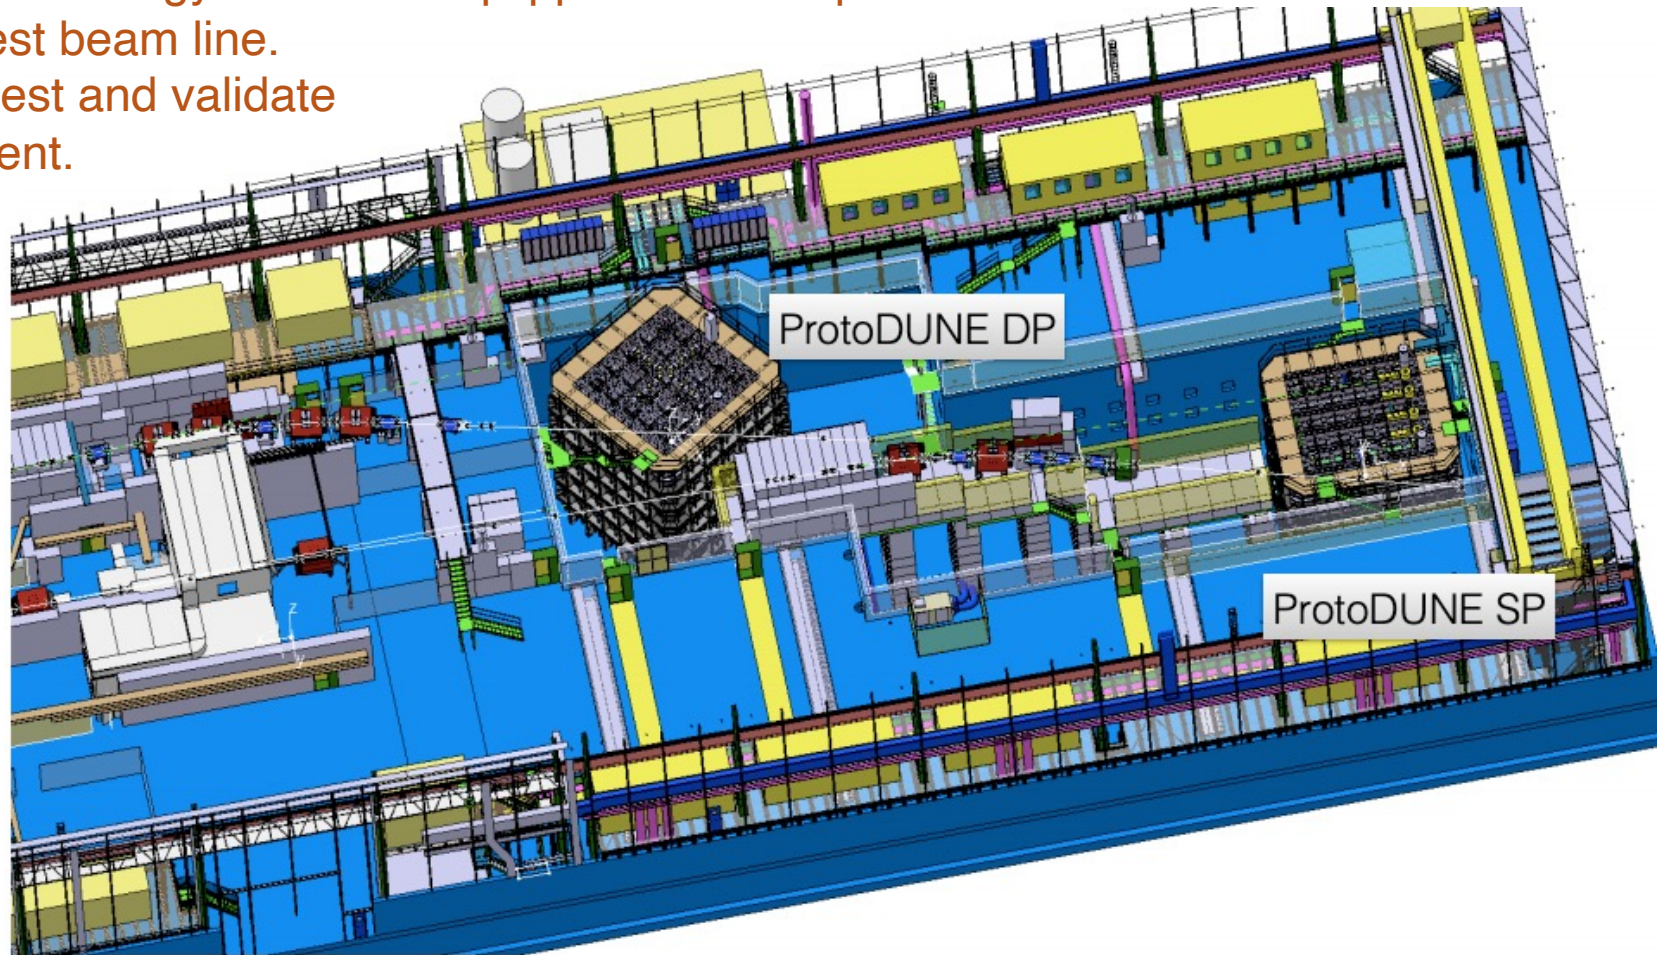 est beam line.
est and validate
ent.
ProtoDUNE DP
ProtoDUNE SP
Z
Z
X
Y